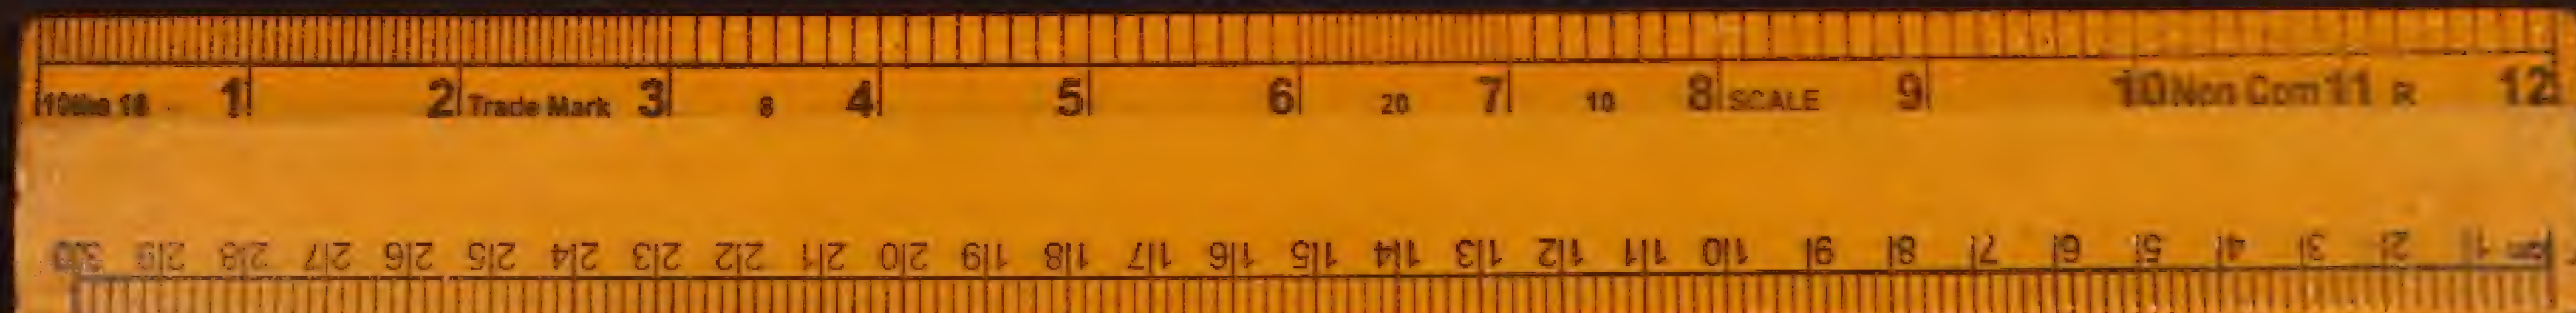 10ths 16 1 2 Trade Mark 3 8 4 5 6 20 7 10 8 SCALE 9 10 Non Com 11 R 12
cm 1 2 3 4 5 6 7 8 9 10 11 12 13 14 15 16 17 18 19 20 21 22 23 24 25 26 27 28 29 30